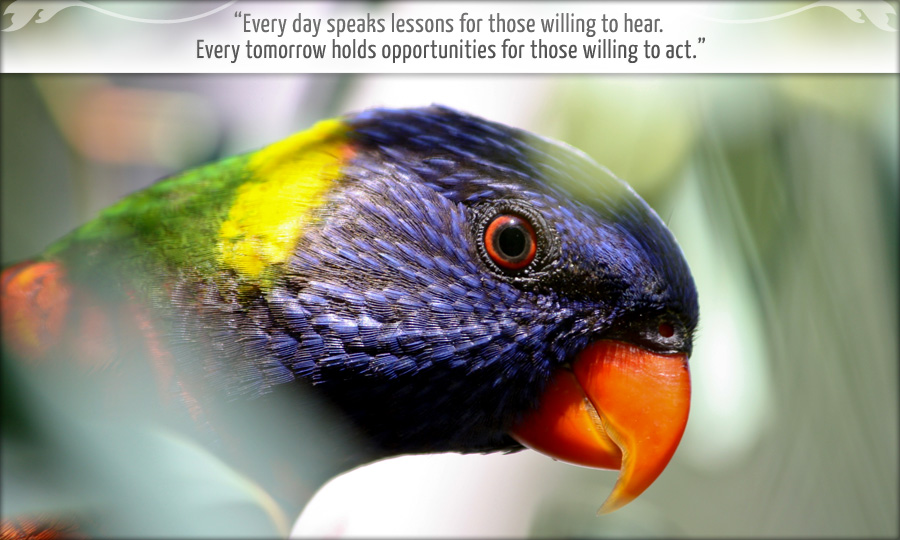 “Every day speaks lessons for those willing to hear.
Every tomorrow holds opportunities for those willing to act.”